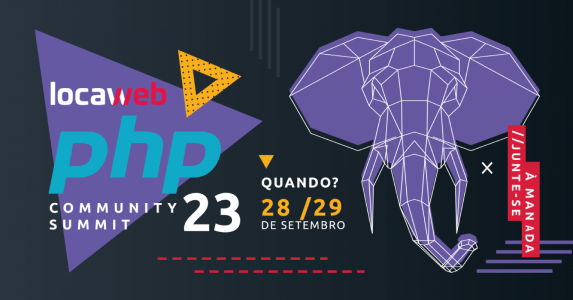 locaweb
php
COMMUNITY
SUMMIT
23
QUANDO?
28 /29
DE SETEMBRO
//JUNTE-SE
À MANADA